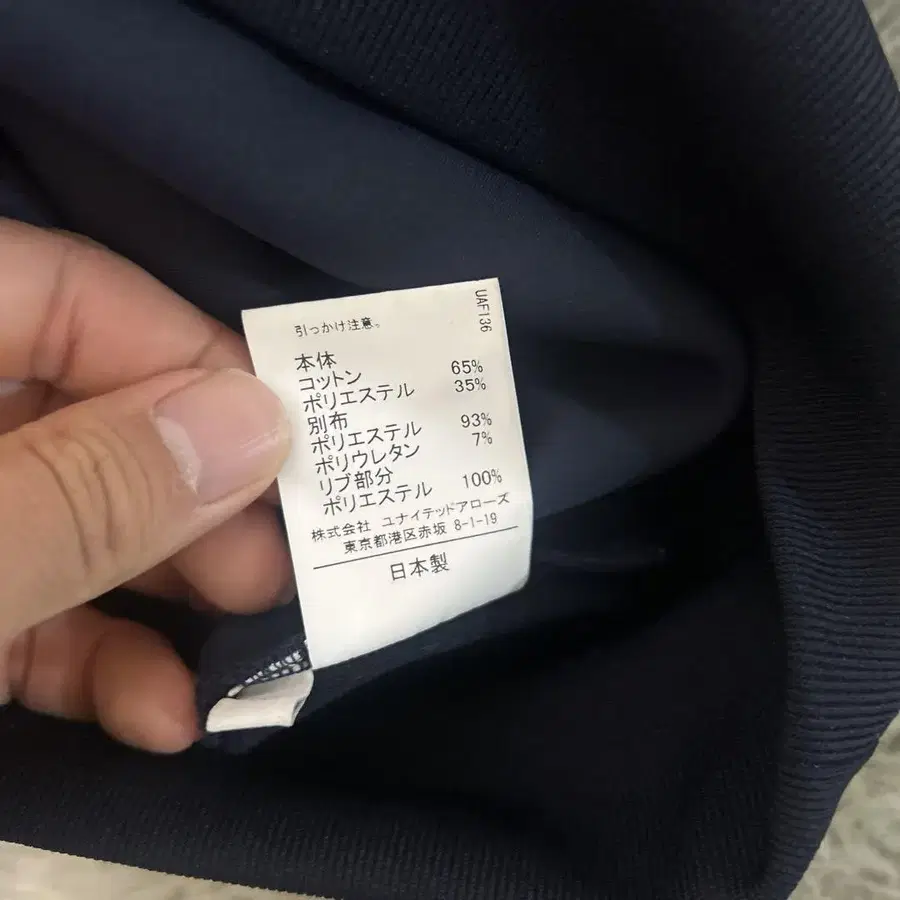 UAF136
引っかけ注意。
本体
コットン 65%
ポリエステル 35%
別布
ポリエステル 93%
ポリウレタン 7%
リブ部分
ポリエステル 100%
株式会社 ユナイテッドアローズ
東京都港区赤坂 8-1-19
日本製